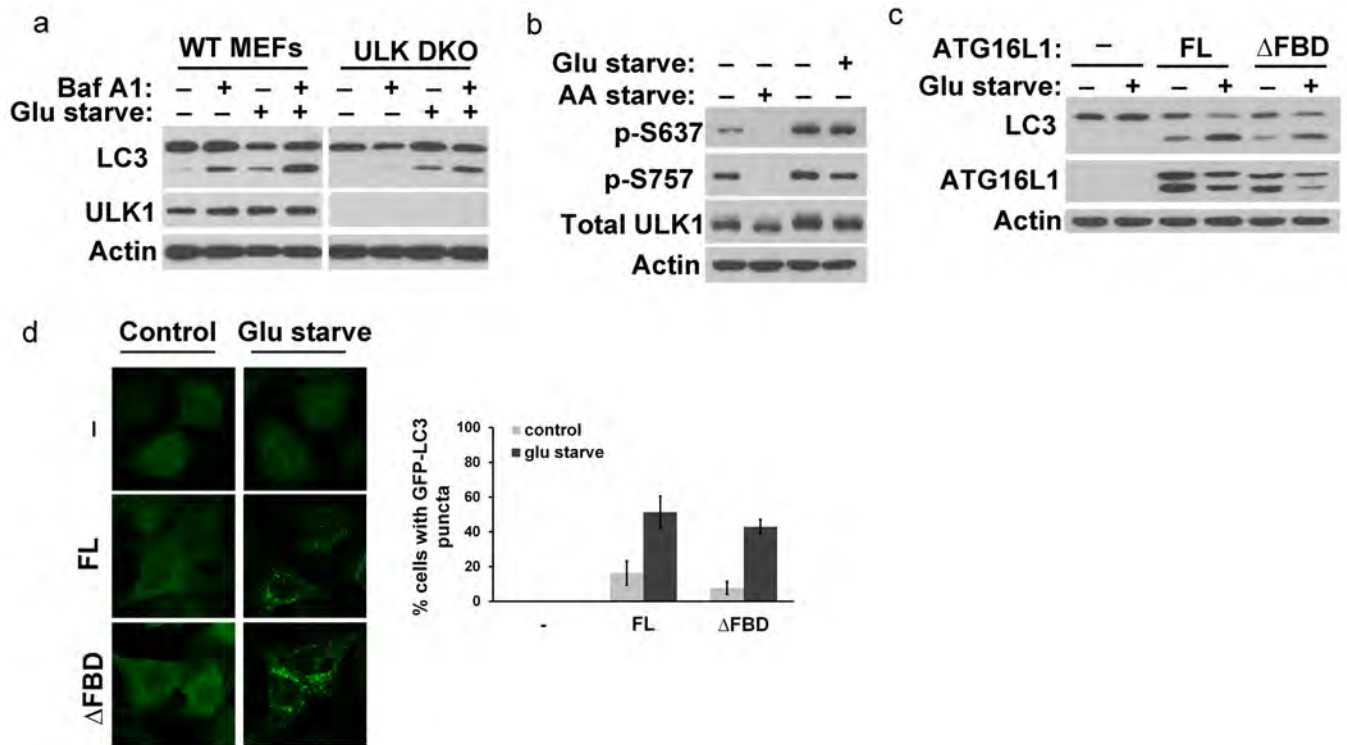 a
WT MEFs ULK DKO
Baf A1: – + – + – + – +
Glu starve: – – + + – – + +
LC3
ULK1
Actin
b
Glu starve: – – – +
AA starve: – + – –
p-S637
p-S757
Total ULK1
Actin
c
ATG16L1: – FL ΔFBD
Glu starve: – + – + – +
LC3
ATG16L1
Actin
d
Control Glu starve
–
FL
ΔFBD
% cells with GFP-LC3
puncta
100
80
60
40
20
0
control
glu starve
- FL ΔFBD